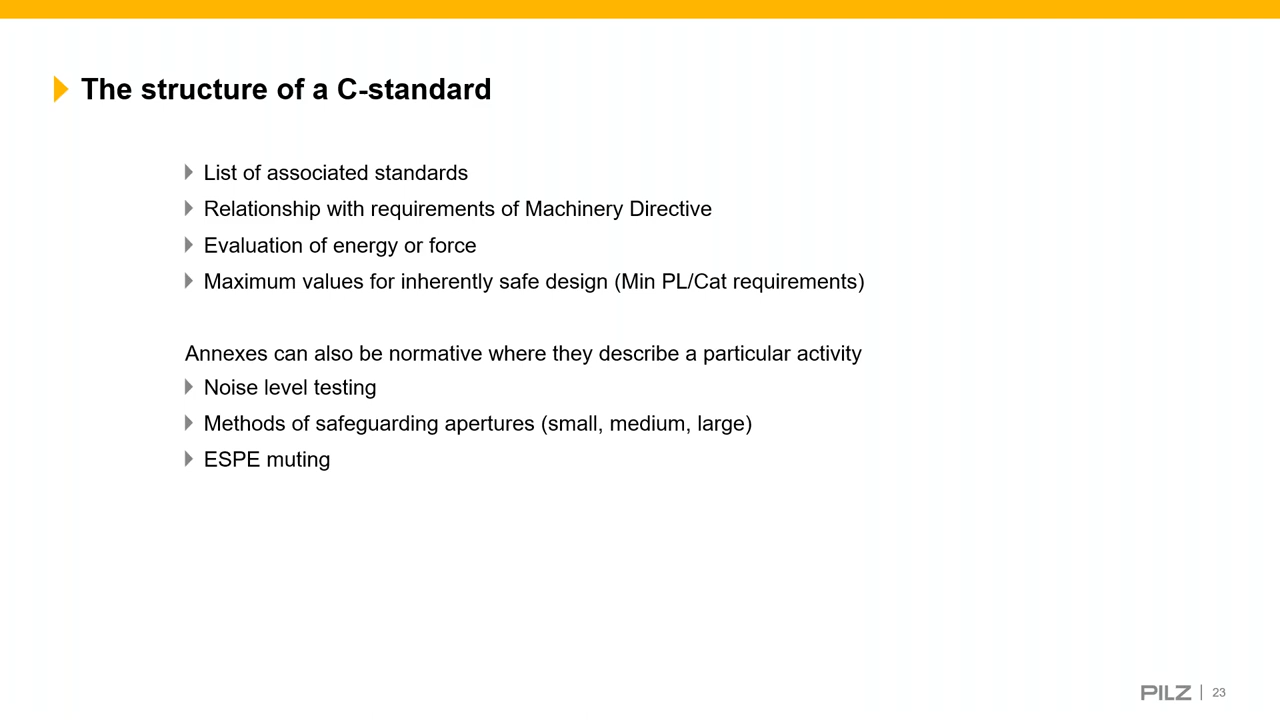 The structure of a C-standard
List of associated standards
Relationship with requirements of Machinery Directive
Evaluation of energy or force
Maximum values for inherently safe design (Min PL/Cat requirements)
Annexes can also be normative where they describe a particular activity
Noise level testing
Methods of safeguarding apertures (small, medium, large)
ESPE muting
PILZ | 23